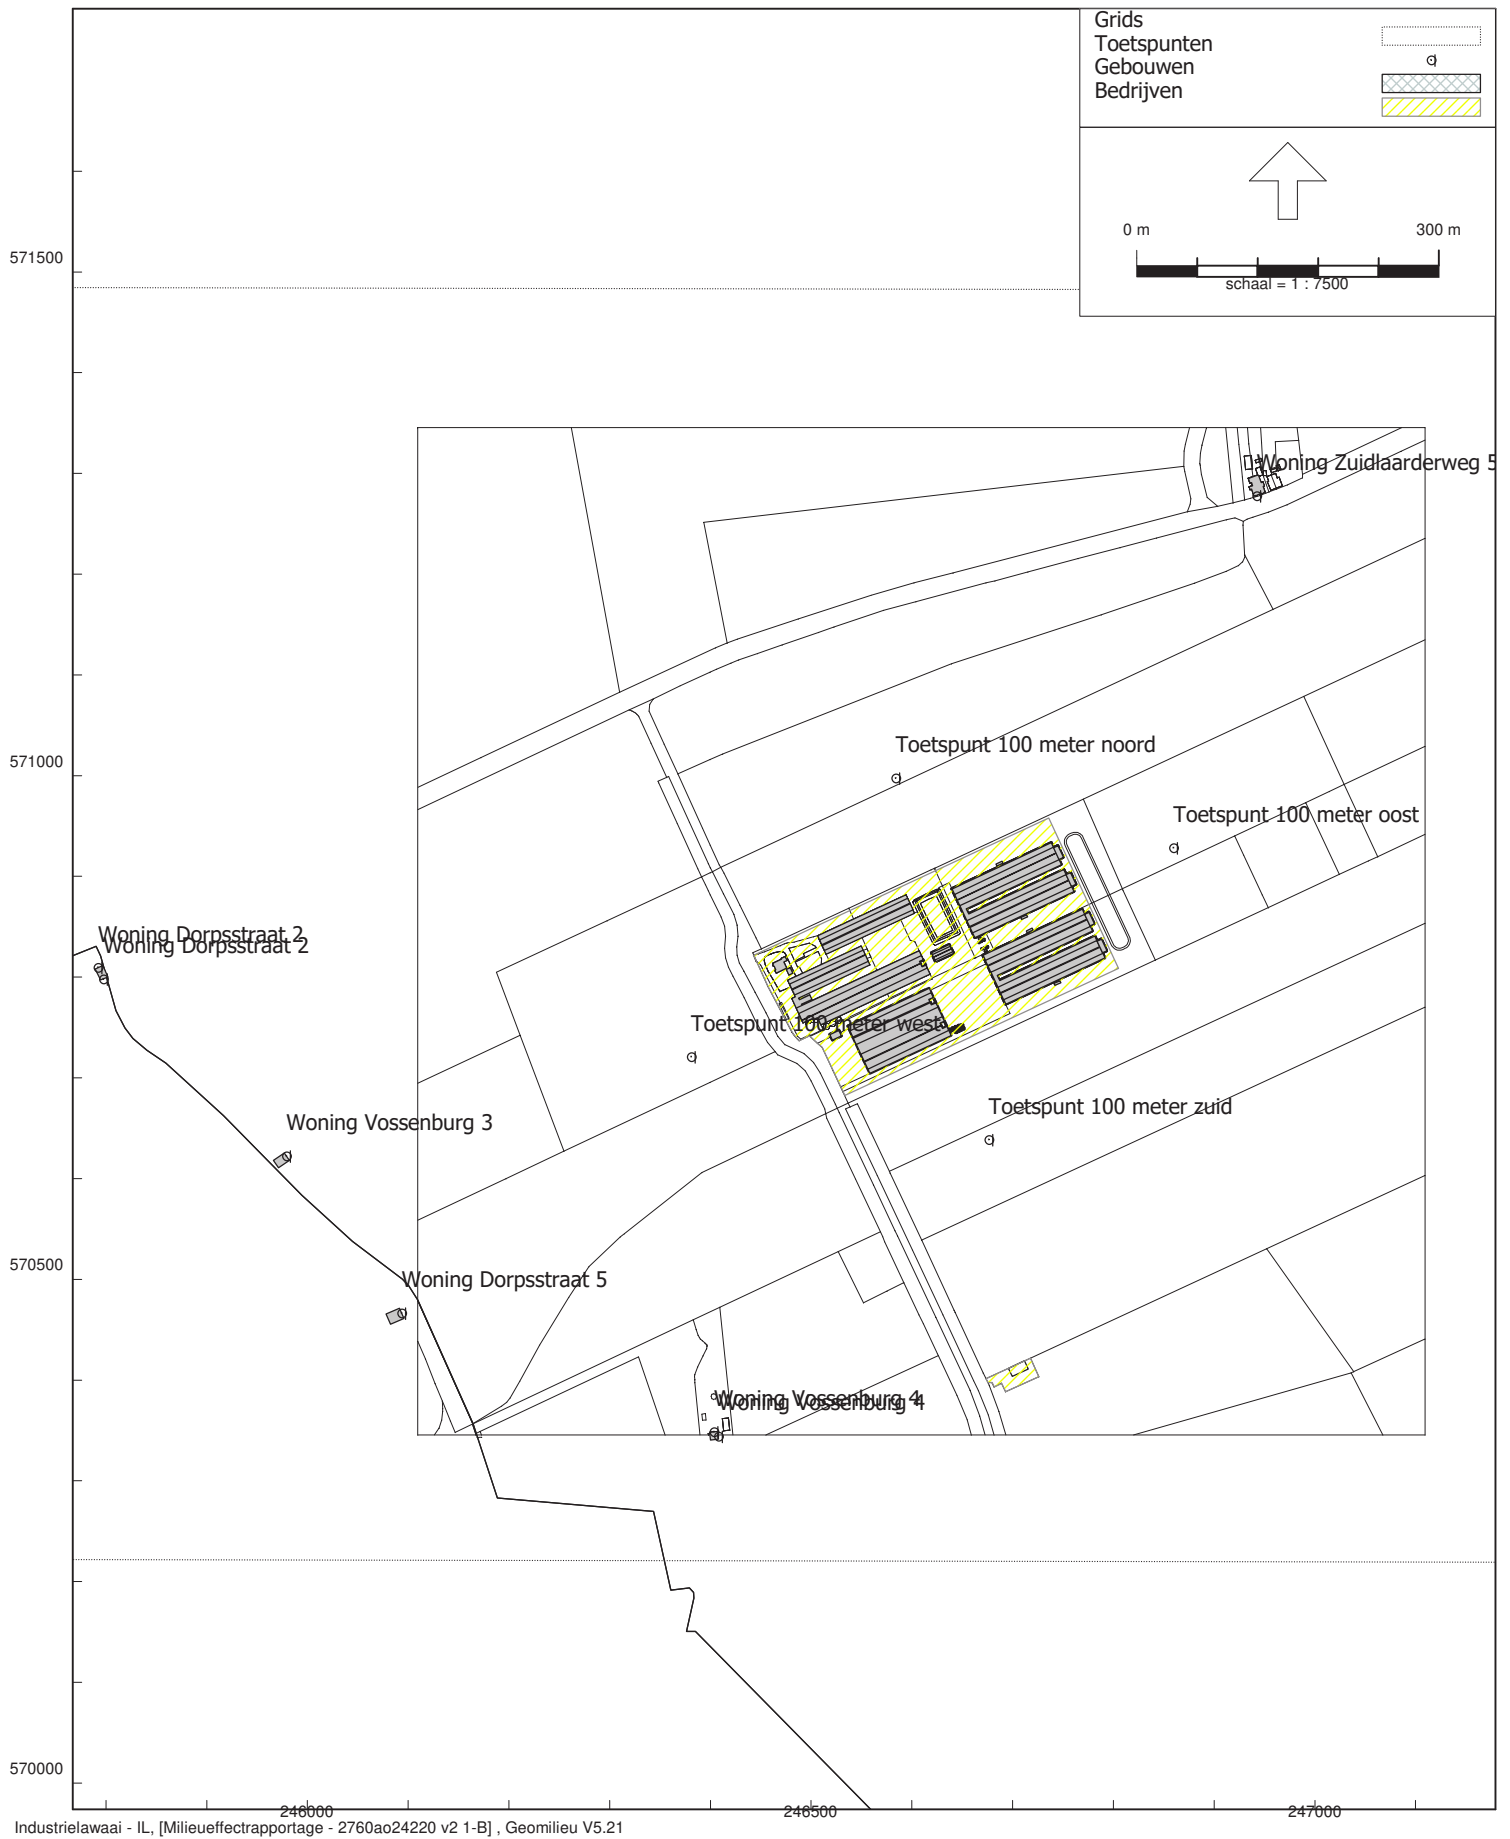 Grids
Toetspunten
Gebouwen
Bedrijven
0 m
300 m
schaal = 1 : 7500
571500
Woning Zuidlaarderweg 5
Toetspunt 100 meter noord
571000
Toetspunt 100 meter oost
Woning Dorpsstraat 2
Woning Dorpsstraat 2
Toetspunt 100 meter west
Toetspunt 100 meter zuid
Woning Vossenburg 3
570500
Woning Dorpsstraat 5
Woning Vossenburg 4
Woning Vossenburg 4
570000
246000
246500
247000
Industrielawaai - IL, [Milieueffectrapportage - 2760ao24220 v2 1-B] , Geomilieu V5.21